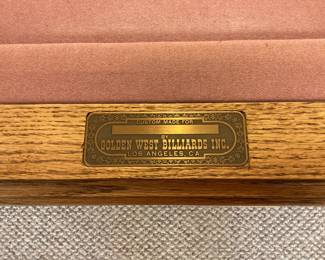 CUSTOM MADE FOR
BY
GOLDEN WEST BILLIARDS INC.
LOS ANGELES, CA.